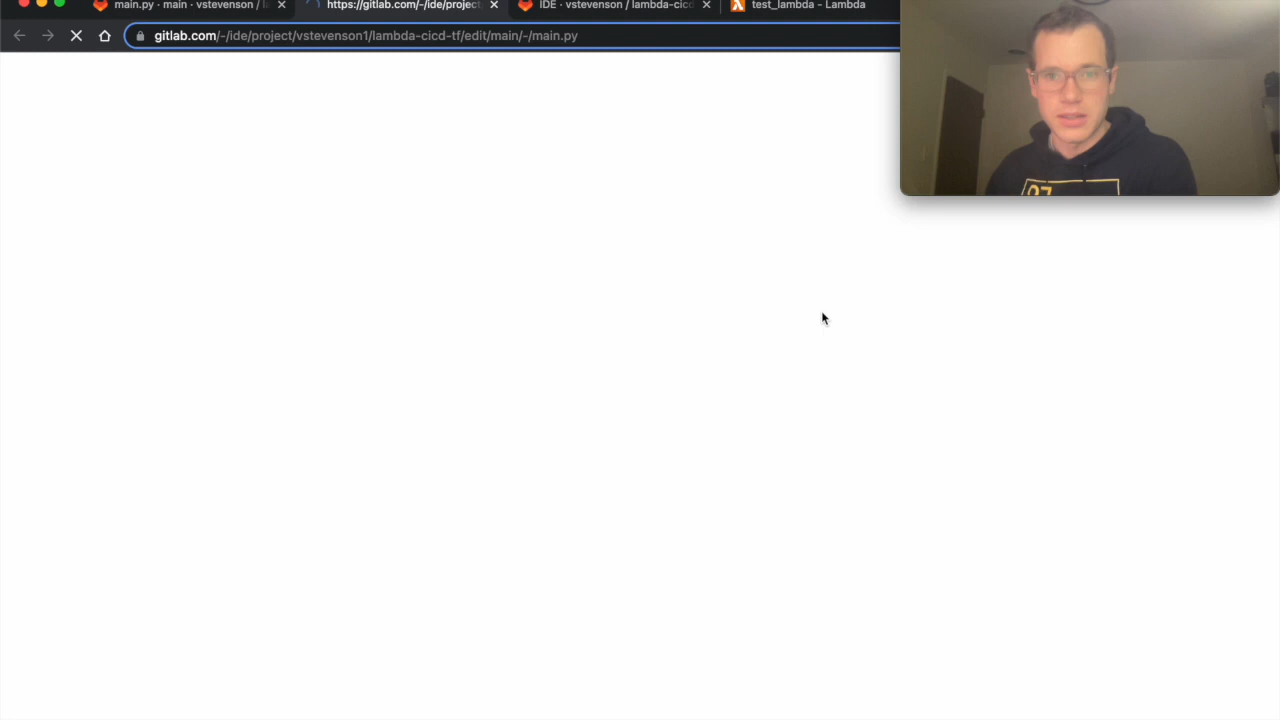 main.py · main · vstevenson / l
https://gitlab.com/-/ide/project
IDE · vstevenson / lambda-cicd
test_lambda – Lambda
gitlab.com/-/ide/project/vstevenson1/lambda-cicd-tf/edit/main/-/main.py
07